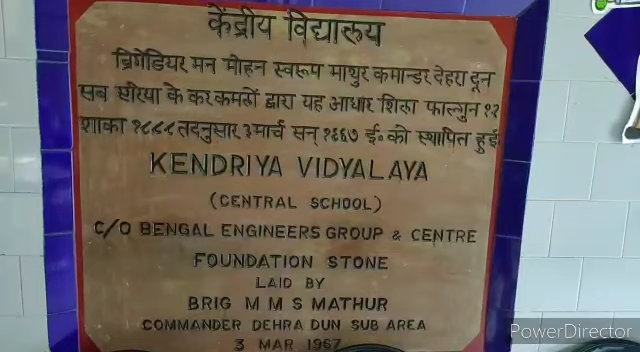 केंद्रीय विद्यालय
ब्रिगेडियर मन मोहन स्वरूप माथुर कमान्डर देहरा दून
सब एरिया के कर कमलों द्वारा यह आधार शिला फाल्गुन १२
शाका १८८८ तदनुसार ३ मार्च सन् १९६७ ई० को स्थापित हुई
KENDRIYA VIDYALAYA
(CENTRAL SCHOOL)
C/O BENGAL ENGINEERS GROUP & CENTRE
FOUNDATION STONE
LAID BY
BRIG M M S MATHUR
COMMANDER DEHRA DUN SUB AREA
3 MAR 1967
PowerDirector